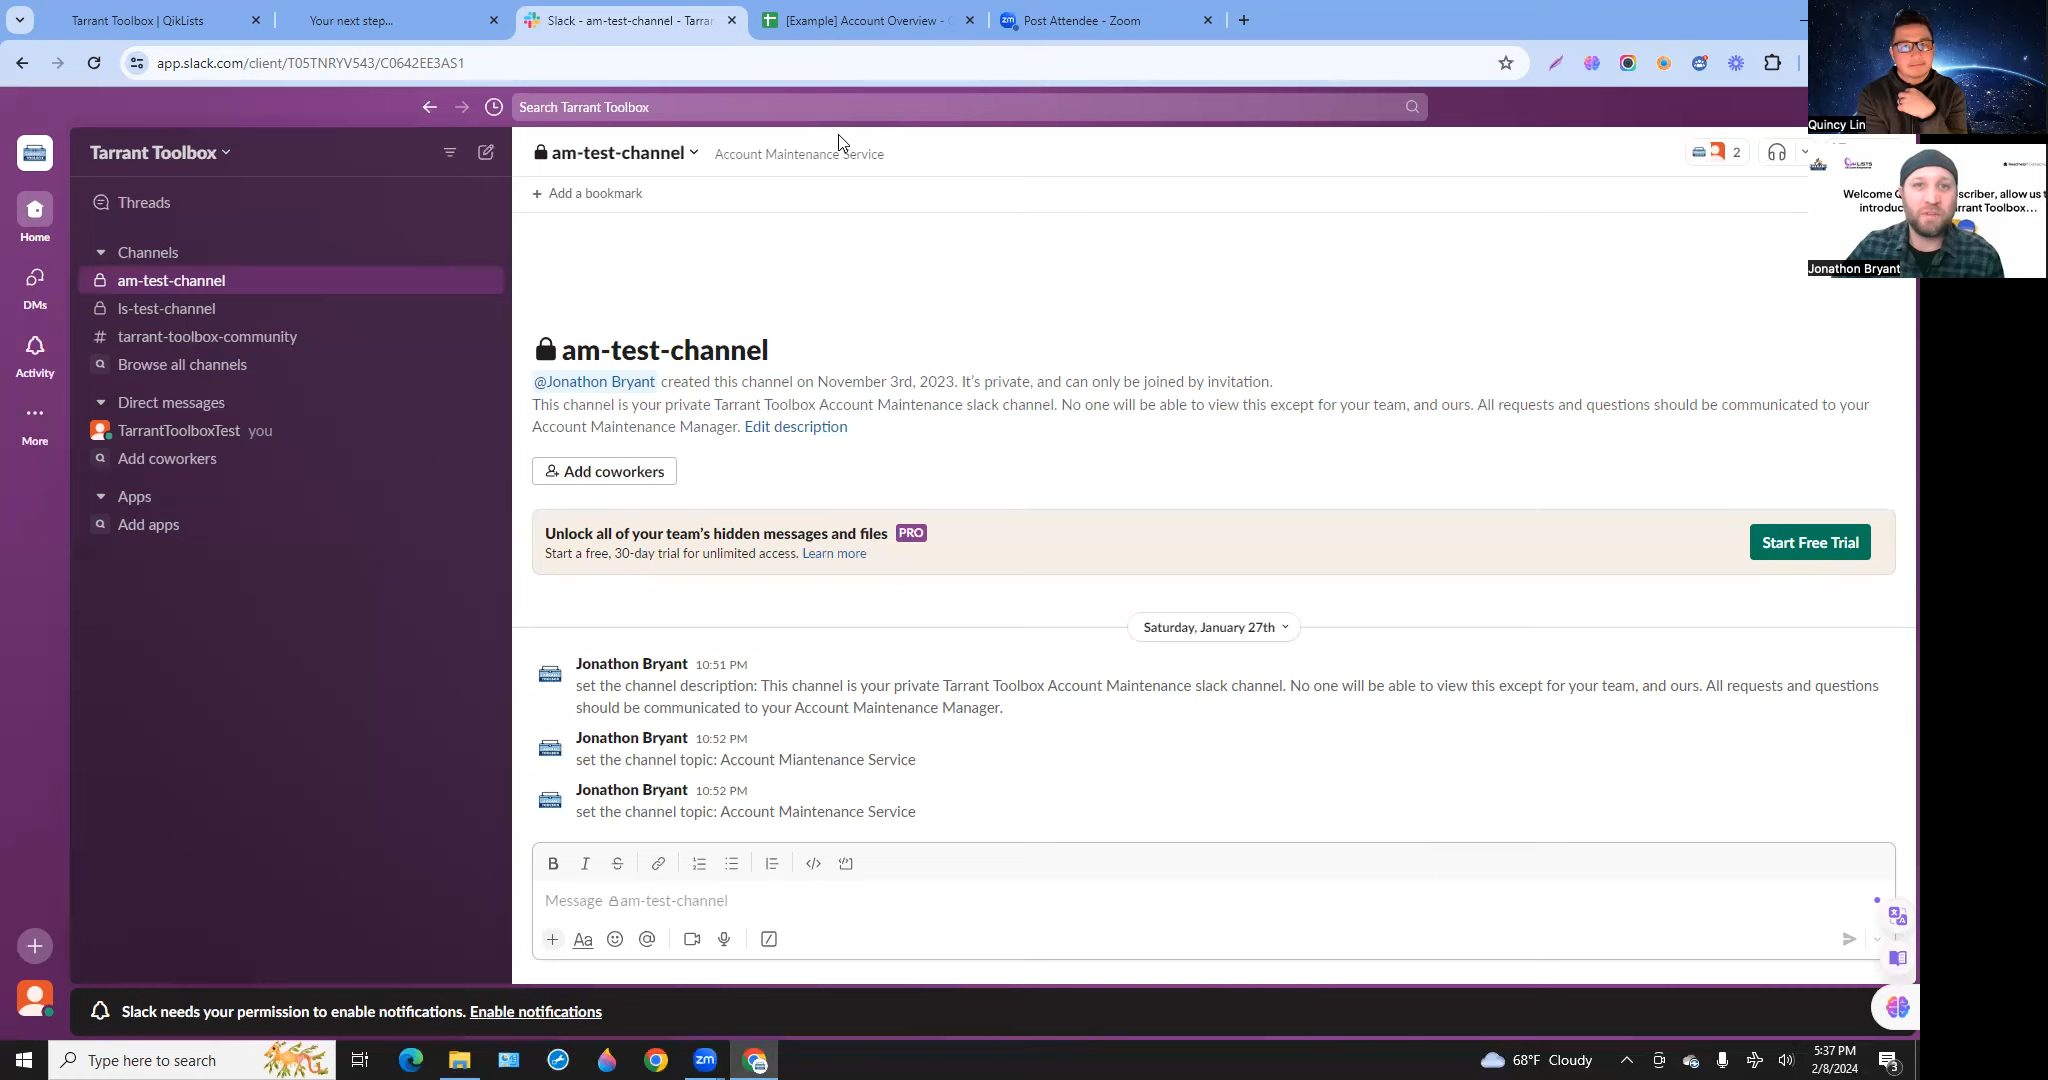 Tarrant Toolbox | QikLists
Your next step...
Slack - am-test-channel - Tarran
[Example] Account Overview -
Post Attendee - Zoom
app.slack.com/client/T05TNRYV543/C0642EE3AS1
Search Tarrant Toolbox
Tarrant Toolbox
Threads
Home
DMs
Activity
More
Channels
am-test-channel
ls-test-channel
tarrant-toolbox-community
Browse all channels
Direct messages
TarrantToolboxTest you
Add coworkers
Apps
Add apps
am-test-channel
Account Maintenance Service
2
Add a bookmark
am-test-channel
@Jonathon Bryant created this channel on November 3rd, 2023. It's private, and can only be joined by invitation.
This channel is your private Tarrant Toolbox Account Maintenance slack channel. No one will be able to view this except for your team, and ours. All requests and questions should be communicated to your
Account Maintenance Manager. Edit description
Add coworkers
Unlock all of your team's hidden messages and files PRO
Start a free, 30-day trial for unlimited access. Learn more
Start Free Trial
Saturday, January 27th
Jonathon Bryant 10:51 PM
set the channel description: This channel is your private Tarrant Toolbox Account Maintenance slack channel. No one will be able to view this except for your team, and ours. All requests and questions
should be communicated to your Account Maintenance Manager.
Jonathon Bryant 10:52 PM
set the channel topic: Account Miantenance Service
Jonathon Bryant 10:52 PM
set the channel topic: Account Maintenance Service
Message am-test-channel
Aa
Slack needs your permission to enable notifications. Enable notifications
Quincy Lin
Welcome scriber, allow us t
introduc rrant Toolbox...
Jonathon Bryant
Type here to search
zm
68°F Cloudy
5:37 PM
2/8/2024
3